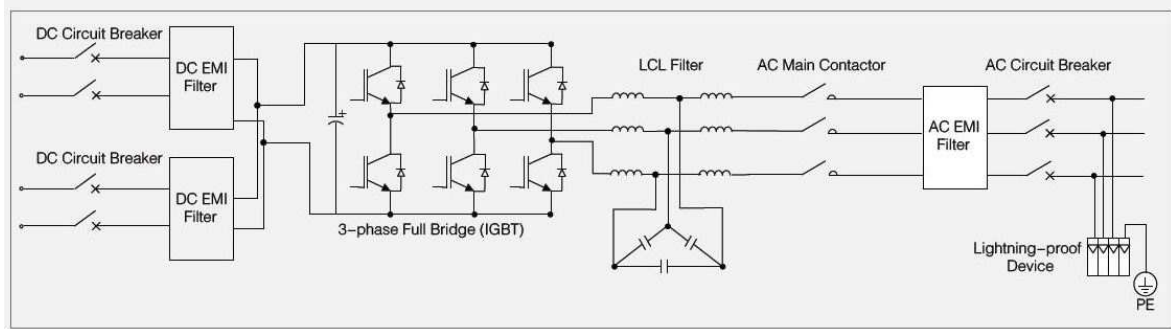 DC Circuit Breaker
DC EMI
Filter
DC Circuit Breaker
DC EMI
Filter
3-phase Full Bridge (IGBT)
LCL Filter
AC Main Contactor
AC EMI
Filter
AC Circuit Breaker
Lightning-proof
Device
PE